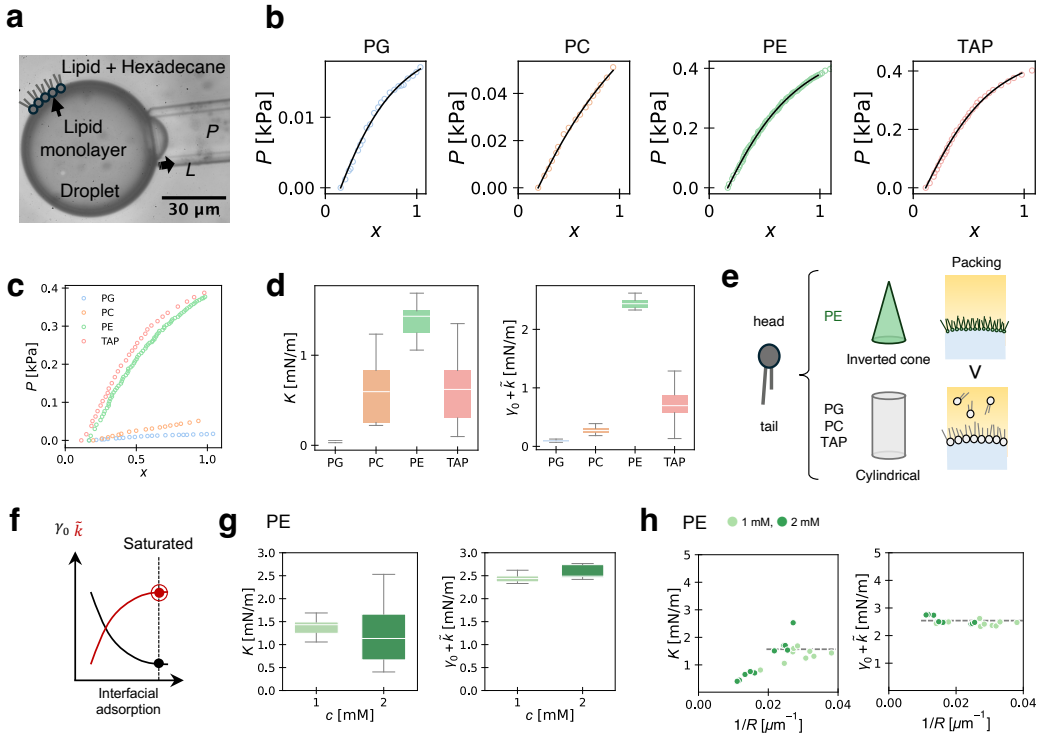 a
Lipid + Hexadecane
Lipid
monolayer
Droplet
P
L
30 µm
b
PG
P [kPa]
0.01
0.00
0
1
x
PC
P [kPa]
0.04
0.02
0.00
0
1
x
PE
P [kPa]
0.4
0.2
0.0
0
1
x
TAP
P [kPa]
0.4
0.2
0.0
0
1
x
c
P [kPa]
0.4
0.3
0.2
0.1
0.0
PG
PC
PE
TAP
0.0
0.5
1.0
x
d
K [mN/m]
1
0
PG
PC
PE
TAP
γ₀ + k̃ [mN/m]
2
1
0
PG
PC
PE
TAP
e
head
tail
PE
Inverted cone
PG
PC
TAP
Cylindrical
Packing
V
f
γ₀ k̃
Saturated
Interfacial
adsorption
g
PE
K [mN/m]
3.0
2.5
2.0
1.5
1.0
0.5
0.0
1
2
c [mM]
γ₀ + k̃ [mN/m]
3.0
2.5
2.0
1.5
1.0
0.5
0.0
1
2
c [mM]
h
PE
1 mM, 2 mM
K [mN/m]
5
4
3
2
1
0.00
0.02
0.04
1/R [µm⁻¹]
γ₀ + k̃ [mN/m]
5
4
3
2
1
0.00
0.02
0.04
1/R [µm⁻¹]